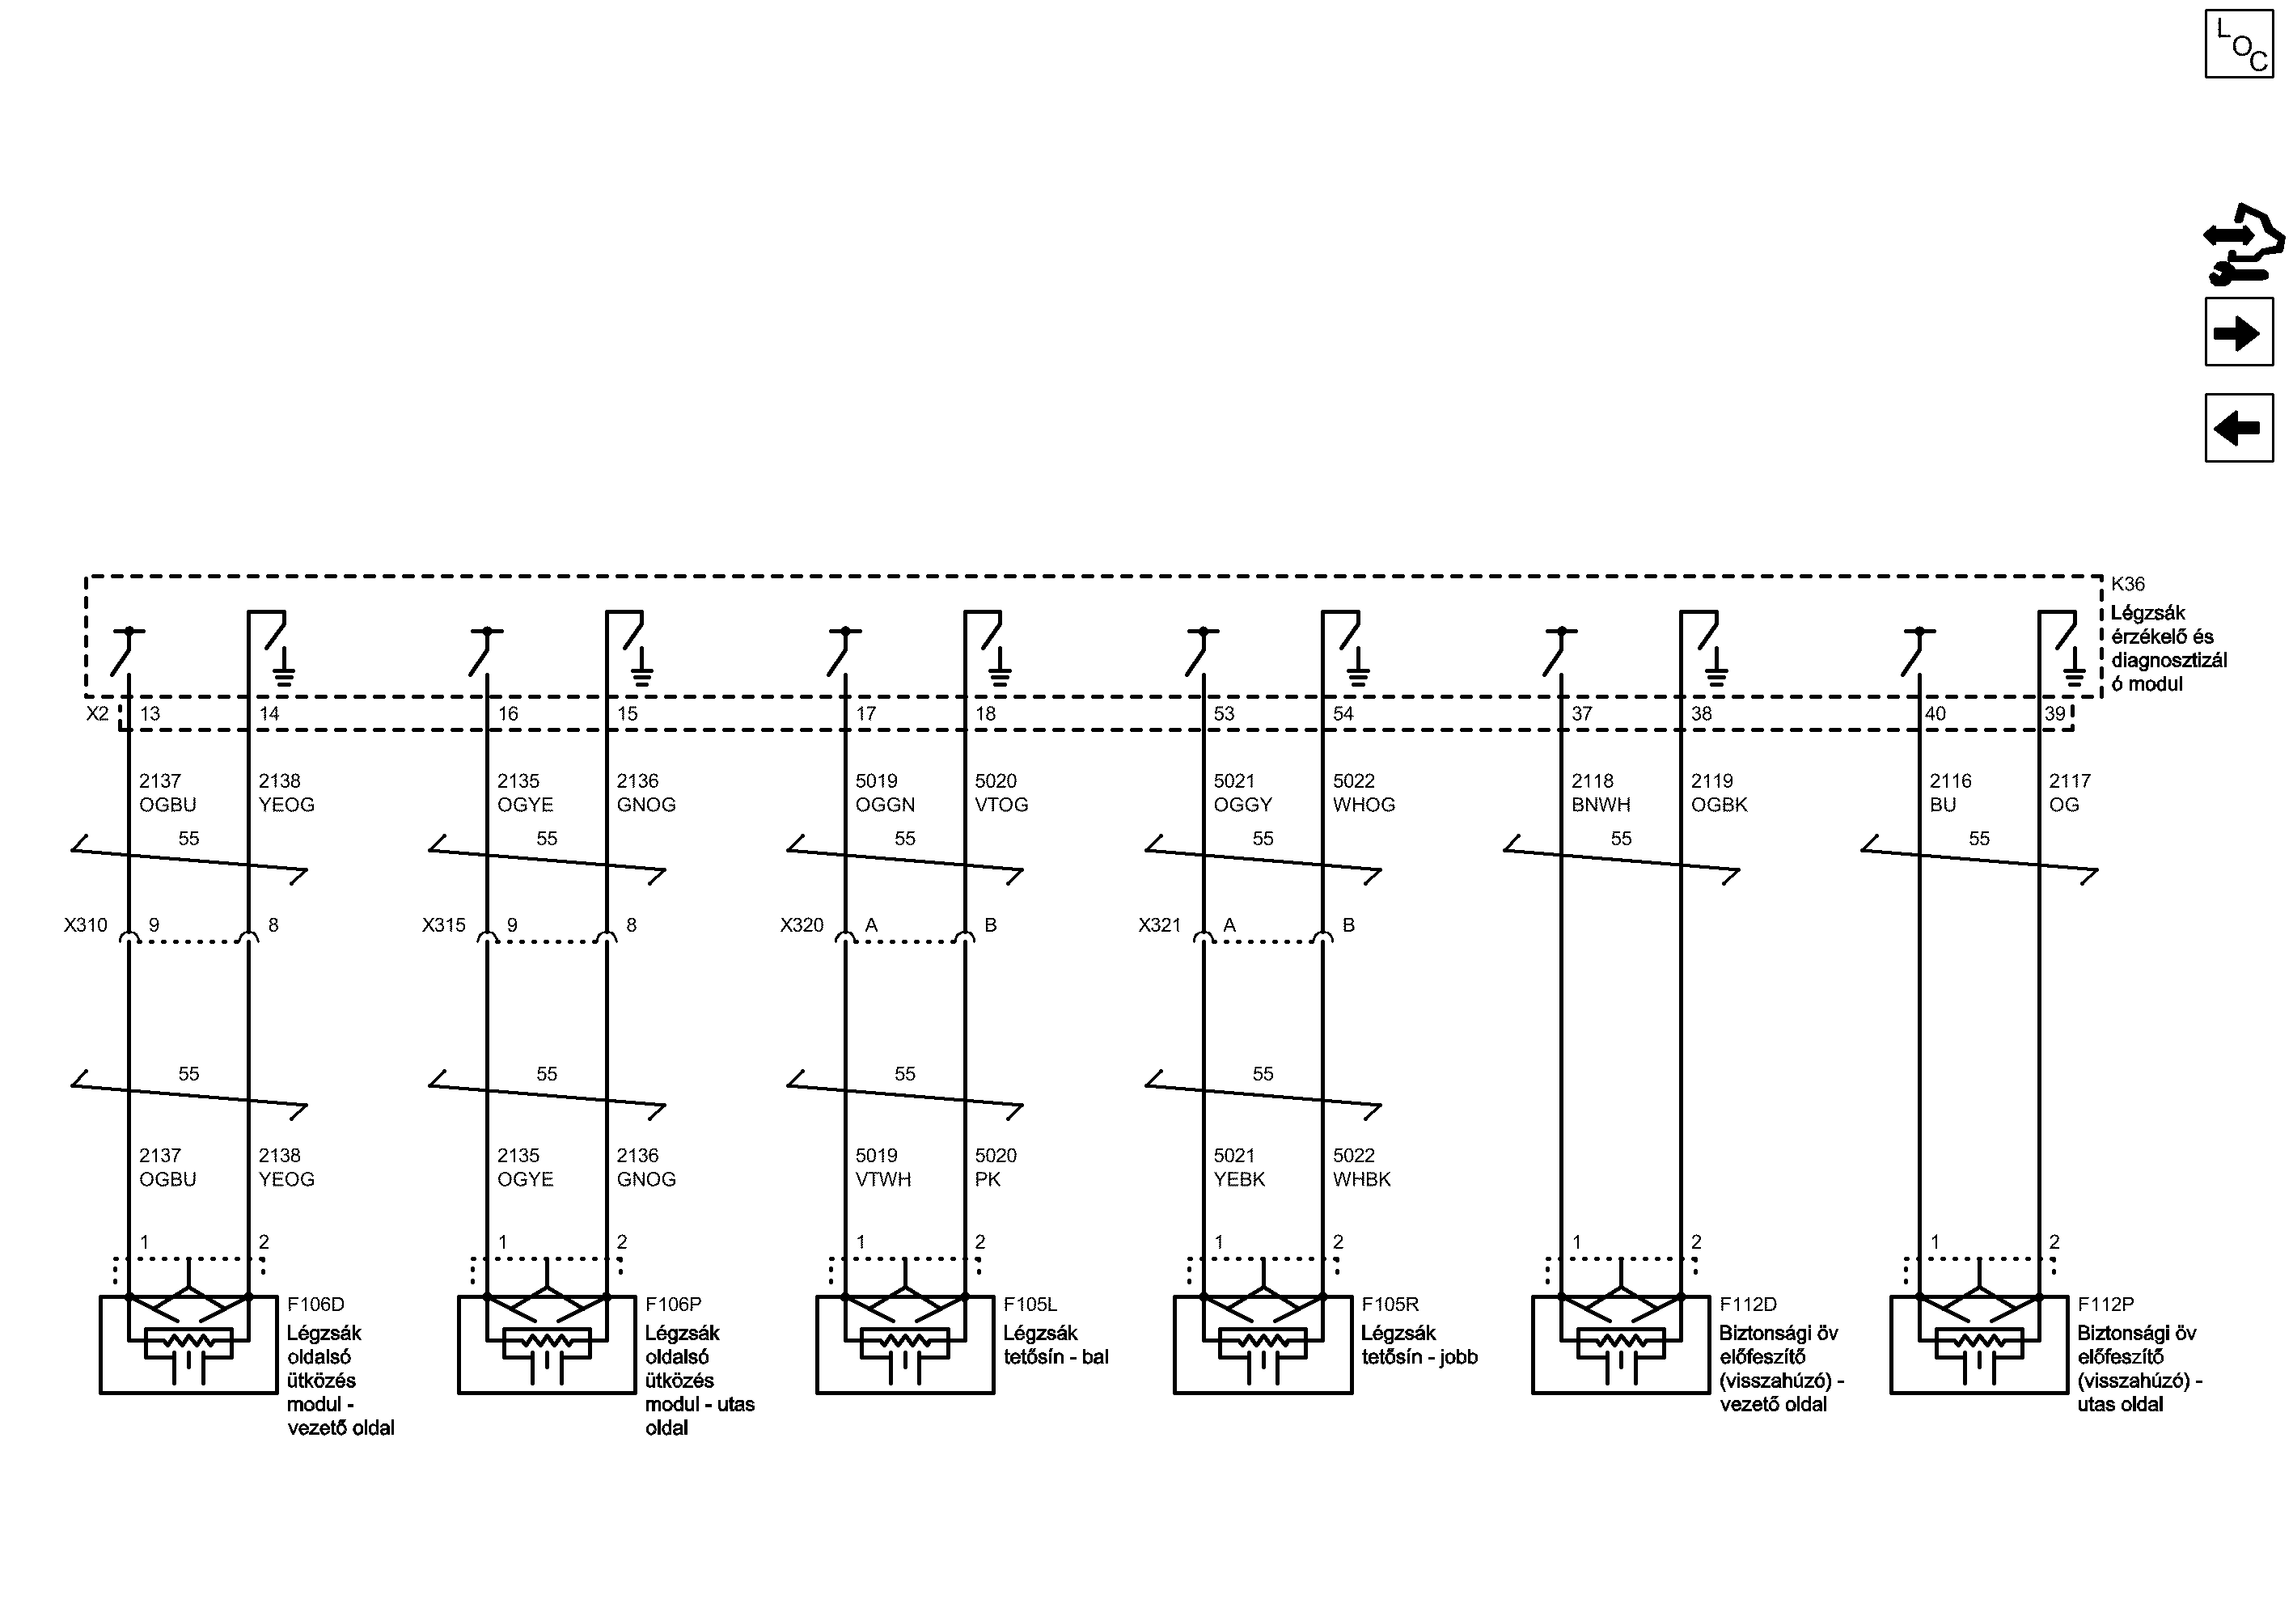 LOC
K36
Légzsák
érzékelő és
diagnosztizál
ó modul
X2 13 14 16 15 17 18 53 54 37 38 40 39
2137 2138 2135 2136 5019 5020 5021 5022 2118 2119 2116 2117
OGBU YEOG OGYE GNOG OGGN VTOG OGGY WHOG BNWH OGBK BU OG
55 55 55 55 55 55
X310 9 8 X315 9 8 X320 A B X321 A B
55 55 55 55
2137 2138 2135 2136 5019 5020 5021 5022
OGBU YEOG OGYE GNOG VTWH PK YEBK WHBK
1 2 1 2 1 2 1 2 1 2 1 2
F106D
Légzsák
oldalsó
ütközés
modul -
vezető oldal
F106P
Légzsák
oldalsó
ütközés
modul - utas
oldal
F105L
Légzsák
tetősín - bal
F105R
Légzsák
tetősín - jobb
F112D
Biztonsági öv
előfeszítő
(visszahúzó) -
vezető oldal
F112P
Biztonsági öv
előfeszítő
(visszahúzó) -
utas oldal